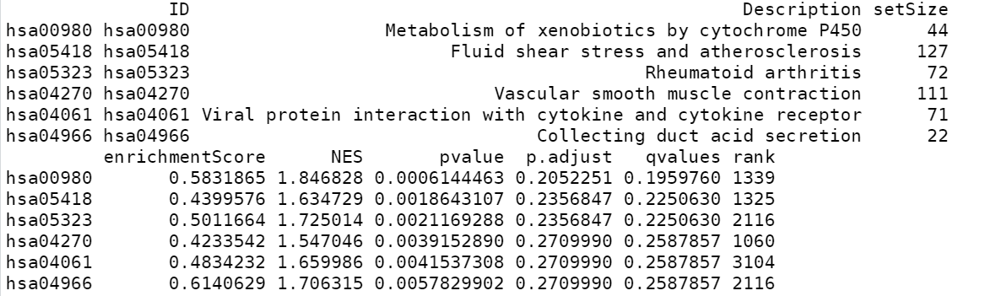 ID Description setSize
hsa00980 hsa00980 Metabolism of xenobiotics by cytochrome P450 44
hsa05418 hsa05418 Fluid shear stress and atherosclerosis 127
hsa05323 hsa05323 Rheumatoid arthritis 72
hsa04270 hsa04270 Vascular smooth muscle contraction 111
hsa04061 hsa04061 Viral protein interaction with cytokine and cytokine receptor 71
hsa04966 hsa04966 Collecting duct acid secretion 22
enrichmentScore NES pvalue p.adjust qvalues rank
hsa00980 0.5831865 1.846828 0.0006144463 0.2052251 0.1959760 1339
hsa05418 0.4399576 1.634729 0.0018643107 0.2356847 0.2250630 1325
hsa05323 0.5011664 1.725014 0.0021169288 0.2356847 0.2250630 2116
hsa04270 0.4233542 1.547046 0.0039152890 0.2709990 0.2587857 1060
hsa04061 0.4834232 1.659986 0.0041537308 0.2709990 0.2587857 3104
hsa04966 0.6140629 1.706315 0.0057829902 0.2709990 0.2587857 2116